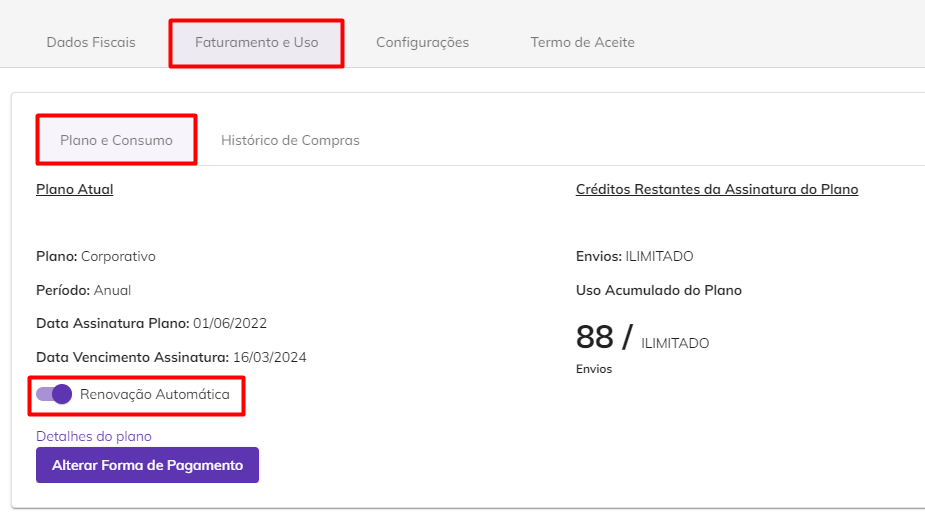 Dados Fiscais
Faturamento e Uso
Configurações
Termo de Aceite
Plano e Consumo
Histórico de Compras
Plano Atual
Plano: Corporativo
Período: Anual
Data Assinatura Plano: 01/06/2022
Data Vencimento Assinatura: 16/03/2024
Renovação Automática
Detalhes do plano
Alterar Forma de Pagamento
Créditos Restantes da Assinatura do Plano
Envios: ILIMITADO
Uso Acumulado do Plano
88 / ILIMITADO
Envios